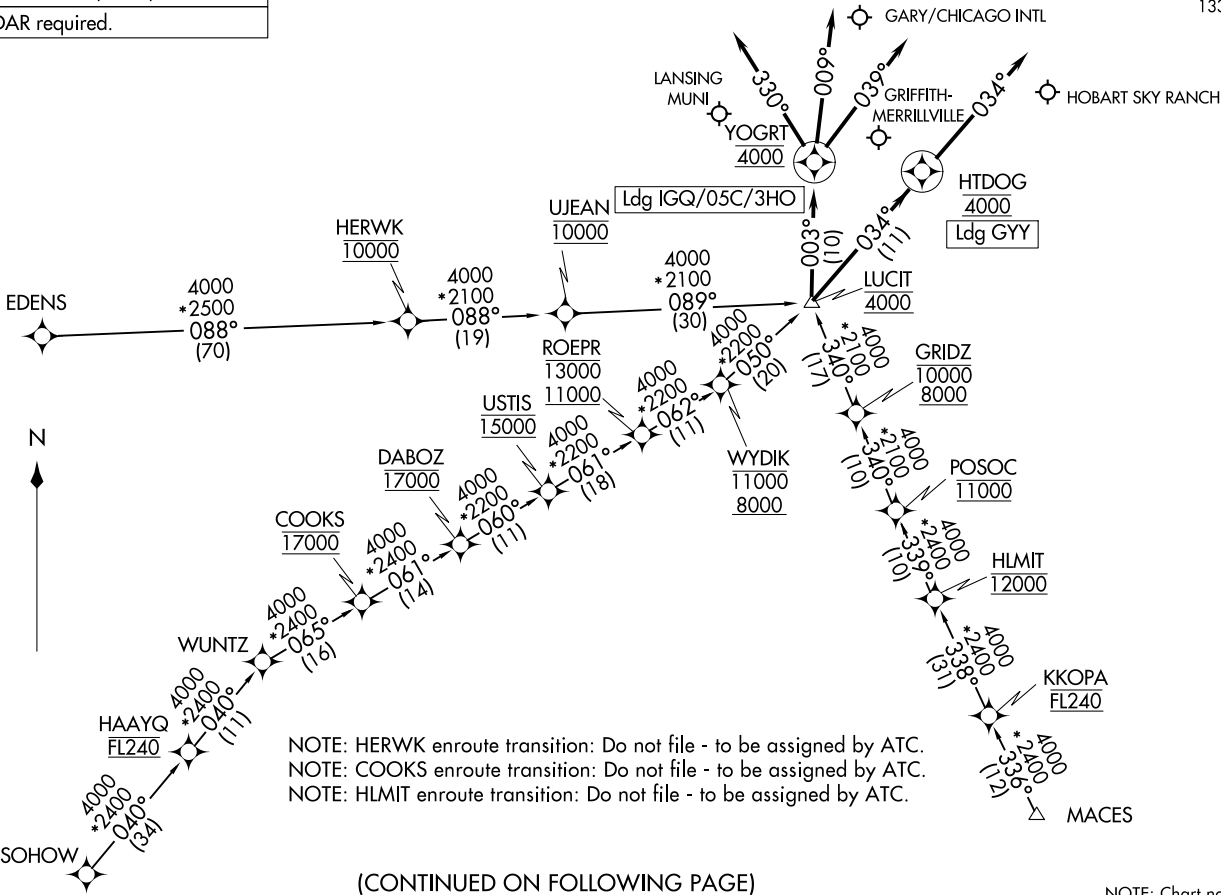 DAR required.
133
GARY/CHICAGO INTL
LANSING
MUNI
330°
009°
039°
GRIFFITH-
MERRILLVILLE
034°
HOBART SKY RANCH
YOGRT
4000
Ldg IGQ/05C/3HO
HTDOG
4000
Ldg GYY
003°
(10)
034°
(11)
LUCIT
4000
EDENS
4000
*2500
088°
(70)
HERWK
10000
4000
*2100
088°
(19)
UJEAN
10000
4000
*2100
089°
(30)
ROEPR
13000
11000
4000
*2200
062°
(11)
4000
*2200
050°
(20)
WYDIK
11000
8000
USTIS
15000
4000
*2200
061°
(18)
DABOZ
17000
4000
*2200
060°
(11)
COOKS
17000
4000
*2400
061°
(14)
WUNTZ
4000
*2400
065°
(16)
HAAYQ
FL240
4000
*2400
040°
(11)
SOHOW
4000
*2400
040°
(34)
N
4000
*2100
340°
(17)
GRIDZ
10000
8000
4000
*2100
340°
(10)
POSOC
11000
4000
*2400
339°
(10)
HLMIT
12000
4000
*2400
338°
(31)
KKOPA
FL240
4000
*2400
336°
(12)
MACES
NOTE: HERWK enroute transition: Do not file - to be assigned by ATC.
NOTE: COOKS enroute transition: Do not file - to be assigned by ATC.
NOTE: HLMIT enroute transition: Do not file - to be assigned by ATC.
(CONTINUED ON FOLLOWING PAGE)
NOTE: Chart no